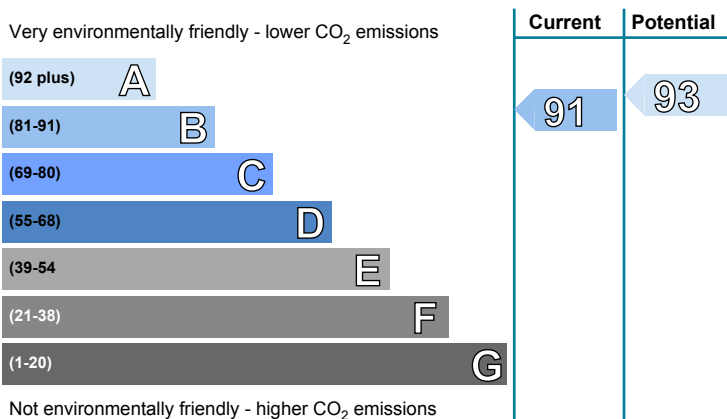 Current Potential
Very environmentally friendly - lower CO2 emissions
(92 plus) A
93
(81-91) B
91
(69-80) C
(55-68) D
(39-54 E
(21-38) F
(1-20) G
Not environmentally friendly - higher CO2 emissions